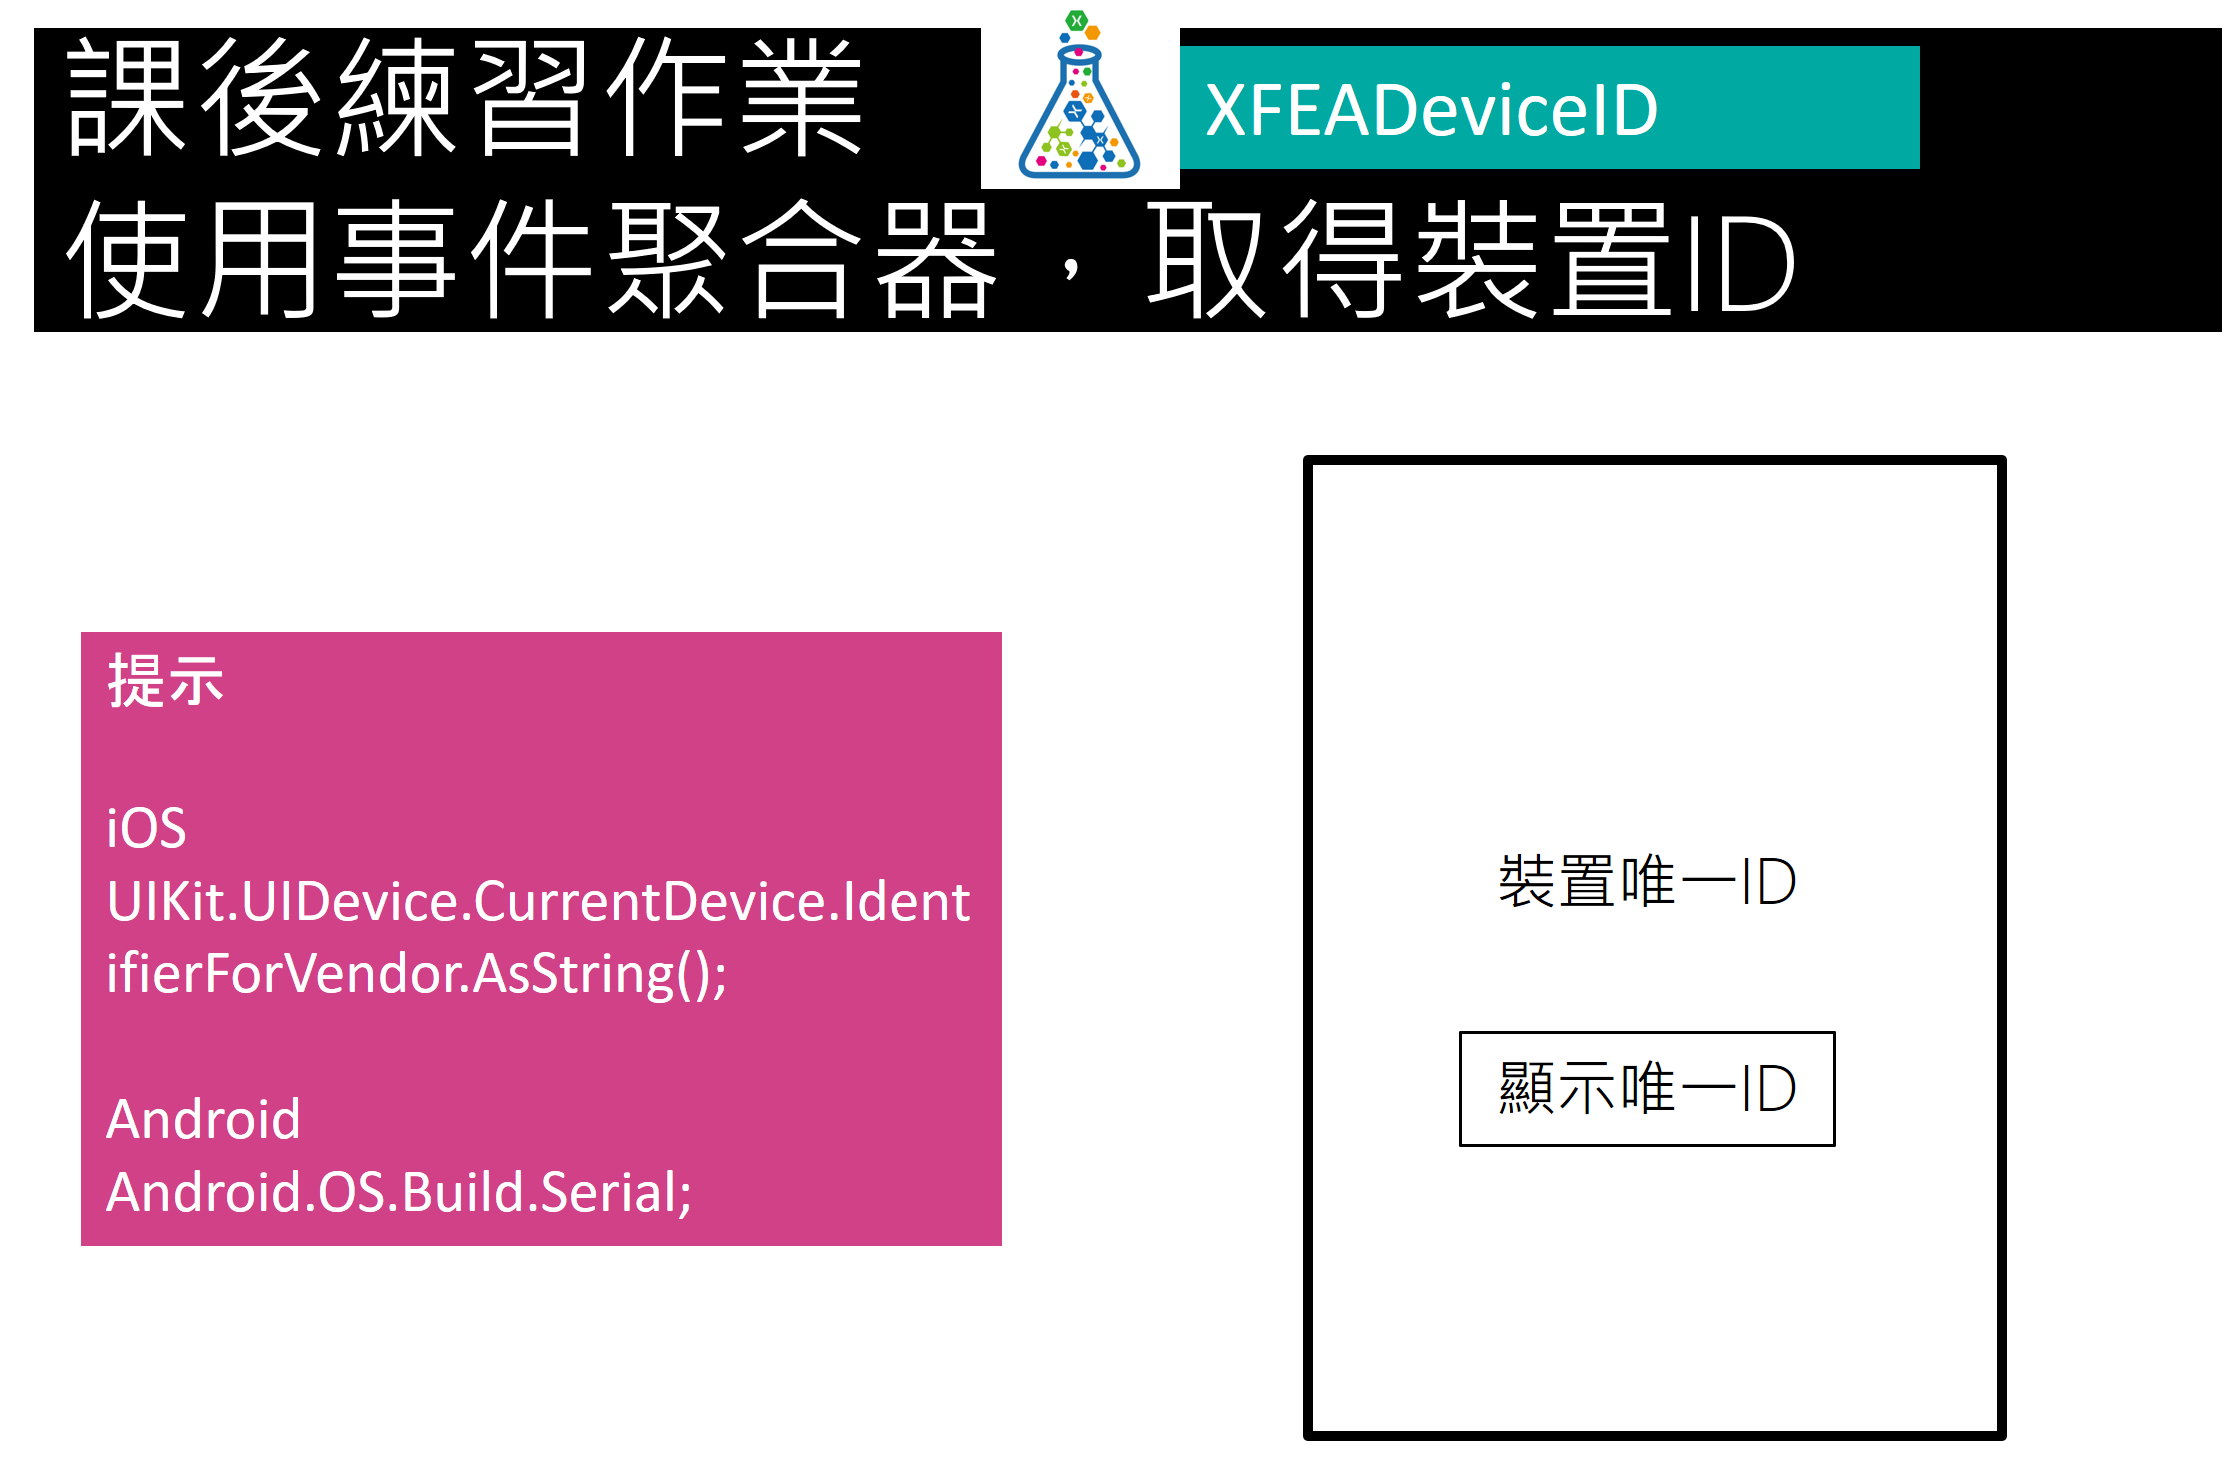 課後練習作業
XFEADeviceID
使用事件聚合器，取得裝置ID
提示
iOS
UIKit.UIDevice.CurrentDevice.Ident
ifierForVendor.AsString();
Android
Android.OS.Build.Serial;
裝置唯一ID
顯示唯一ID